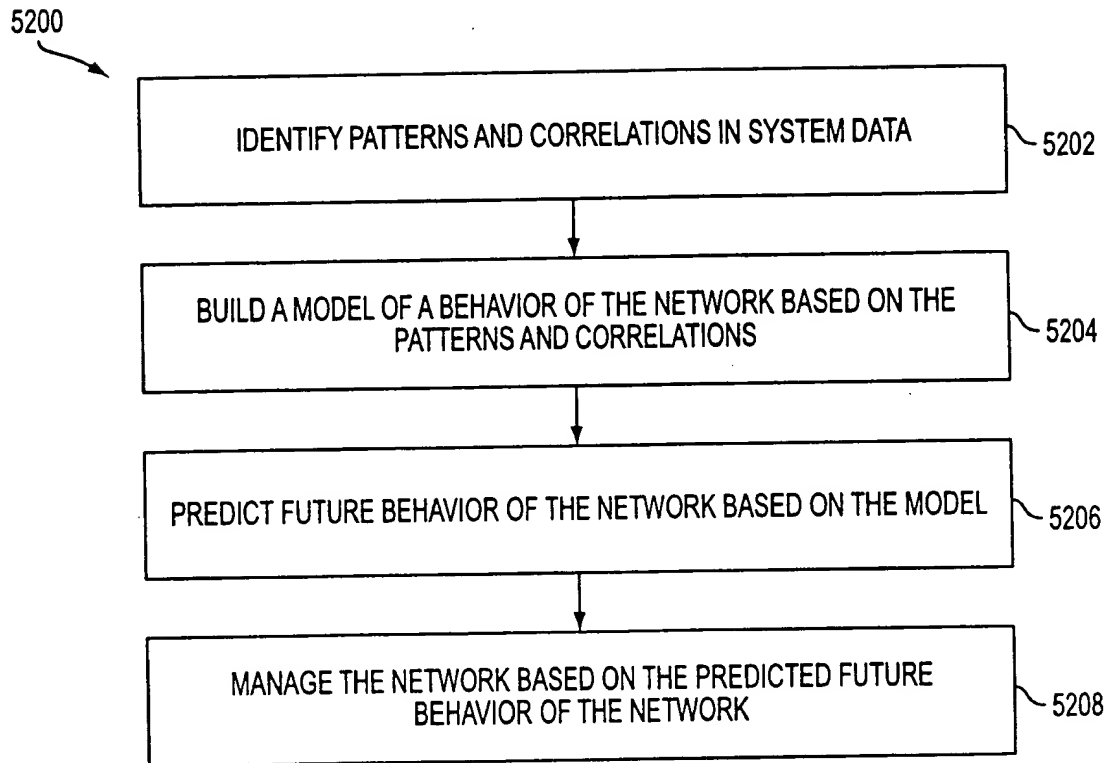 5200
IDENTIFY PATTERNS AND CORRELATIONS IN SYSTEM DATA
5202
BUILD A MODEL OF A BEHAVIOR OF THE NETWORK BASED ON THE
PATTERNS AND CORRELATIONS
5204
PREDICT FUTURE BEHAVIOR OF THE NETWORK BASED ON THE MODEL
5206
MANAGE THE NETWORK BASED ON THE PREDICTED FUTURE
BEHAVIOR OF THE NETWORK
5208